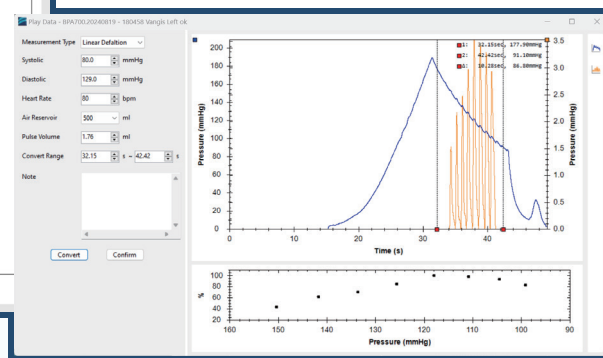 Play Data - RPA700.20240819 - 180458 Vangis Left ok
Measurement Type Linear Defaltion
Systolic 80.0 mmHg
Diastolic 129.0 mmHg
Heart Rate 80 bpm
Air Reservoir 500 ml
Pulse Volume 1.76 ml
Convert Range 32.15 s ~ 42.42 s
Note
Convert Confirm
Pressure (mmHg)
200
180
160
140
120
100
80
60
40
20
0
1: 32.15sec, 177.90mmHg
2: 42.42sec, 91.10mmHg
Δ: 10.28sec, 86.80mmHg
3.5
3.0
2.5
2.0
1.5
1.0
0.5
0.0
Pressure (mmHg)
0 10 20 30 40
Time (s)
%
100
80
60
40
20
160 150 140 130 120 110 100 90
Pressure (mmHg)